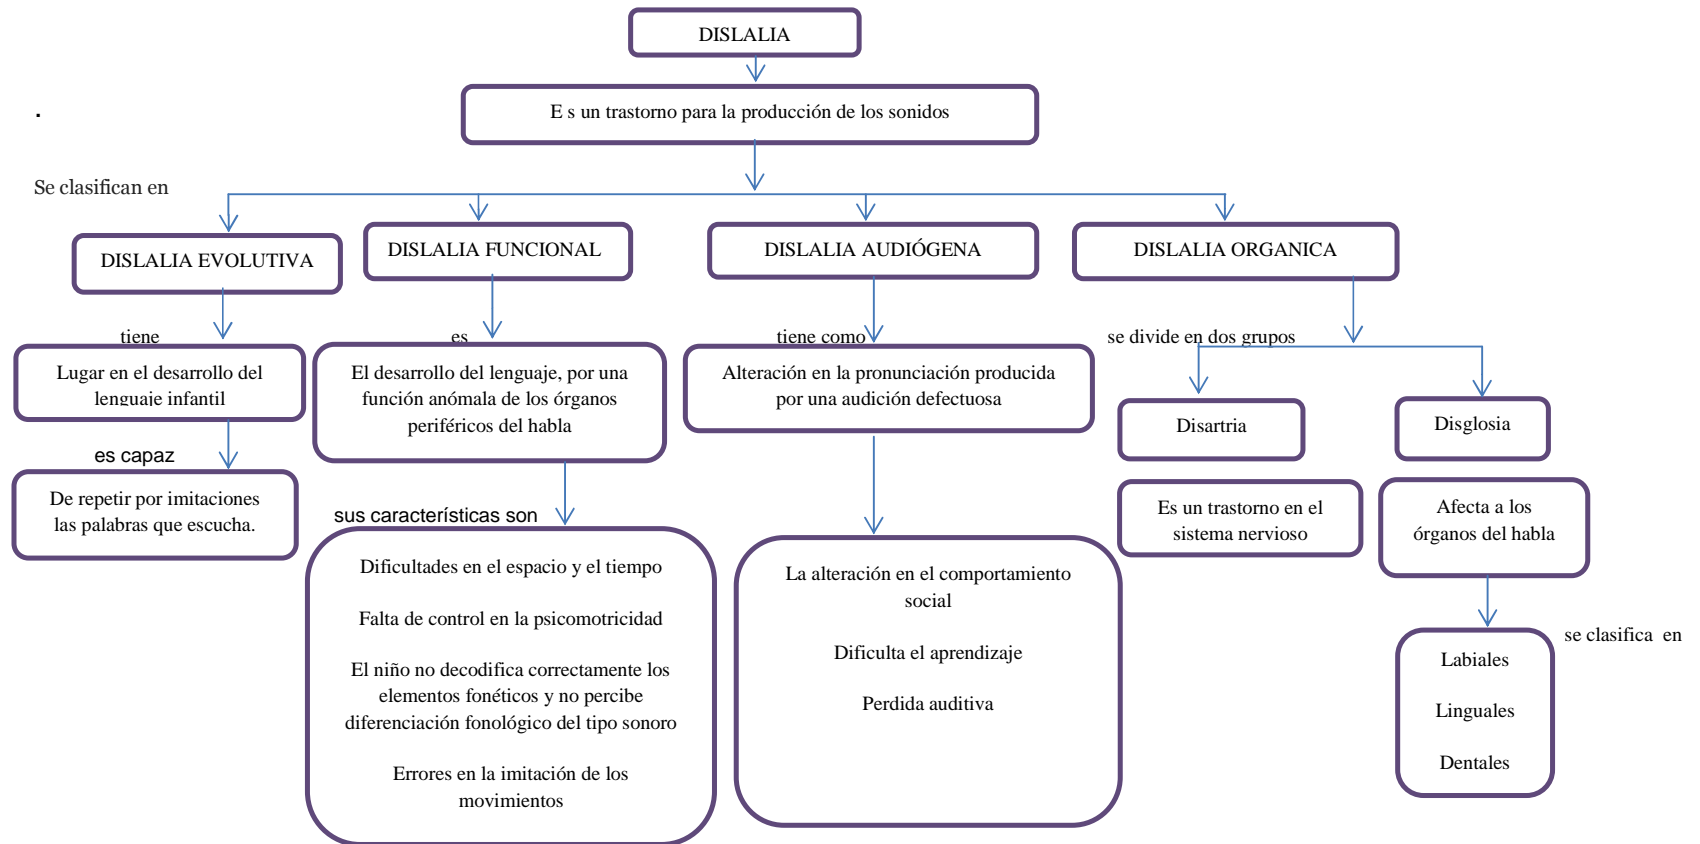 DISLALIA
E s un trastorno para la producción de los sonidos
.
Se clasifican en
DISLALIA EVOLUTIVA
DISLALIA FUNCIONAL
DISLALIA AUDIÓGENA
DISLALIA ORGANICA
tiene
Lugar en el desarrollo del
lenguaje infantil
es capaz
De repetir por imitaciones
las palabras que escucha.
es
El desarrollo del lenguaje, por una
función anómala de los órganos
periféricos del habla
sus características son
Dificultades en el espacio y el tiempo
Falta de control en la psicomotricidad
El niño no decodifica correctamente los
elementos fonéticos y no percibe
diferenciación fonológico del tipo sonoro
Errores en la imitación de los
movimientos
tiene como
Alteración en la pronunciación producida
por una audición defectuosa
La alteración en el comportamiento
social
Dificulta el aprendizaje
Perdida auditiva
se divide en dos grupos
Disartria
Es un trastorno en el
sistema nervioso
Disglosia
Afecta a los
órganos del habla
se clasifica en
Labiales
Linguales
Dentales